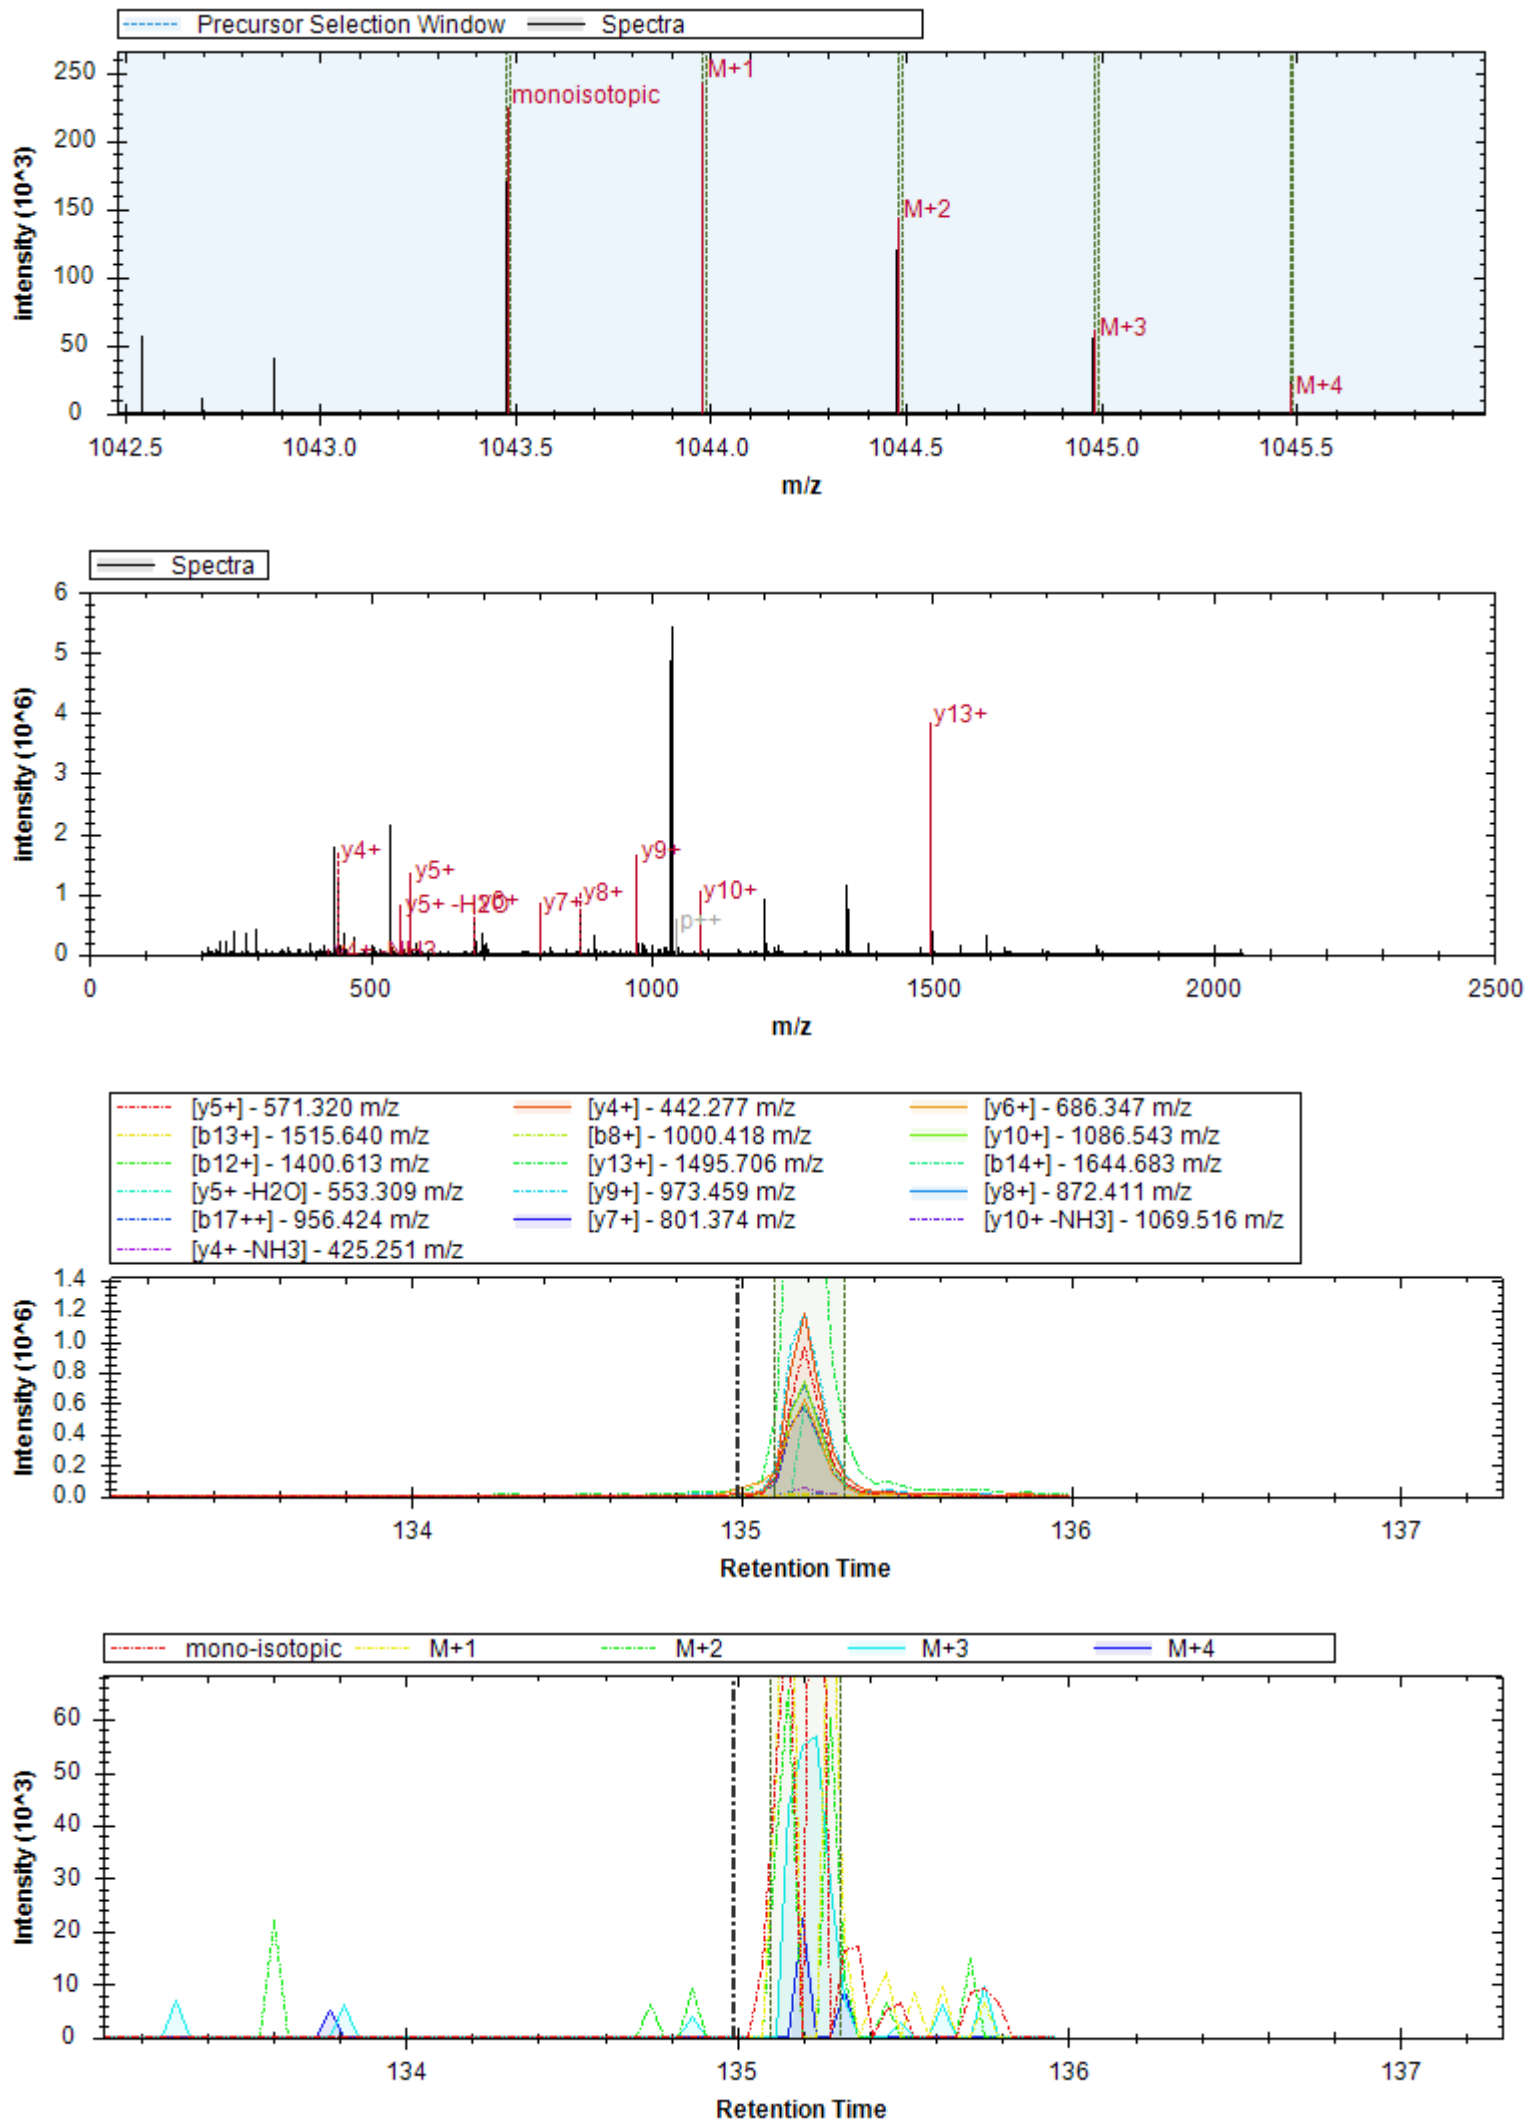 Precursor Selection Window Spectra
250
200
150
100
50
0
intensity (10^3)
monoisotopic
M+1
M+2
M+3
M+4
1042.5 1043.0 1043.5 1044.0 1044.5 1045.0 1045.5
m/z
Spectra
6
5
4
3
2
1
0
intensity (10^6)
y13+
y4+
y9+
y5+
y5+ -H2O
y6+
y7+
y8+
y10+
p++
y4+ -NH3
0 500 1000 1500 2000 2500
m/z
[y5+] - 571.320 m/z [y4+] - 442.277 m/z [y6+] - 686.347 m/z
[b13+] - 1515.640 m/z [b8+] - 1000.418 m/z [y10+] - 1086.543 m/z
[b12+] - 1400.613 m/z [y13+] - 1495.706 m/z [b14+] - 1644.683 m/z
[y5+ -H2O] - 553.309 m/z [y9+] - 973.459 m/z [y8+] - 872.411 m/z
[b17++] - 956.424 m/z [y7+] - 801.374 m/z [y10+ -NH3] - 1069.516 m/z
[y4+ -NH3] - 425.251 m/z
1.4
1.2
1.0
0.8
0.6
0.4
0.2
0.0
Intensity (10^6)
134 135 136 137
Retention Time
mono-isotopic M+1 M+2 M+3 M+4
60
50
40
30
20
10
0
Intensity (10^3)
134 135 136 137
Retention Time